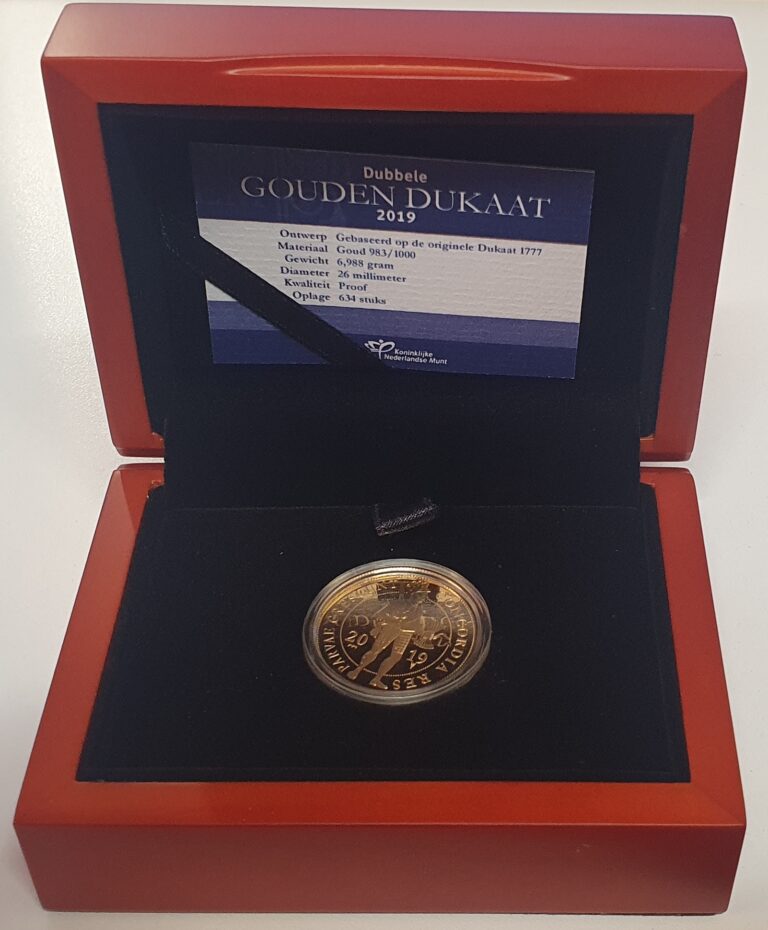 Dubbele
GOUDEN DUKAAT
2019
Ontwerp Gebaseerd op de originele Dukaat 1777
Materiaal Goud 983/1000
Gewicht 6,988 gram
Diameter 26 millimeter
Kwaliteit Proof
Oplage 634 stuks
Koninklijke
Nederlandse Munt
CONCORDIA RES PARVAE
20 19